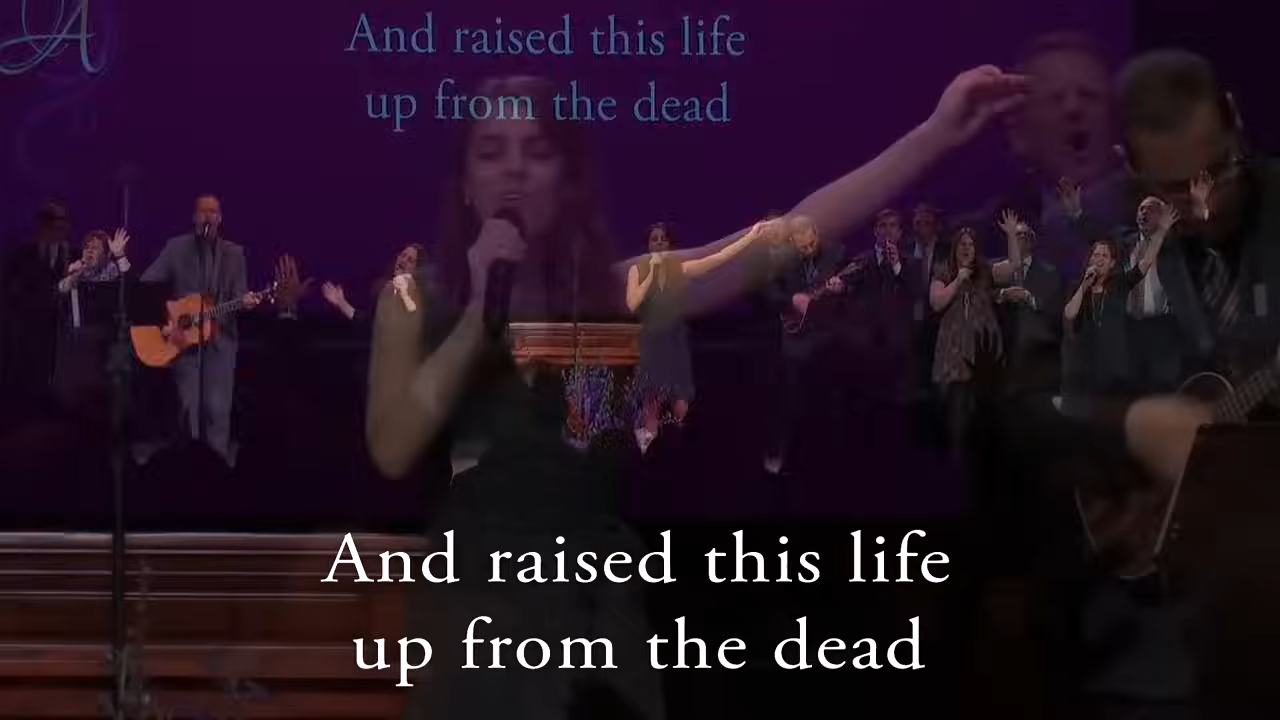 A
And raised this life
up from the dead
And raised this life
up from the dead